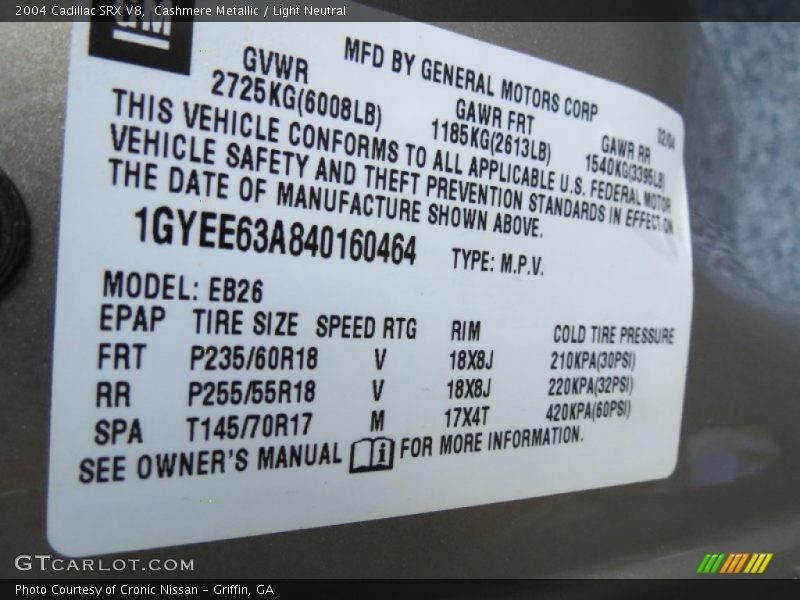 2004 Cadillac SRX V8, Cashmere Metallic / Light Neutral
GM
MFD BY GENERAL MOTORS CORP
02/04
GVWR
GAWR FRT
GAWR RR
2725KG(6008LB)
1185KG(2613LB)
1540KG(3395LB)
THIS VEHICLE CONFORMS TO ALL APPLICABLE U.S. FEDERAL MOTOR
VEHICLE SAFETY AND THEFT PREVENTION STANDARDS IN EFFECT ON
THE DATE OF MANUFACTURE SHOWN ABOVE.
1GYEE63A840160464 TYPE: M.P.V.
MODEL: EB26
EPAP TIRE SIZE SPEED RTG RIM COLD TIRE PRESSURE
FRT P235/60R18 V 18X8J 210KPA(30PSI)
RR P255/55R18 V 18X8J 220KPA(32PSI)
SPA T145/70R17 M 17X4T 420KPA(60PSI)
SEE OWNER'S MANUAL i FOR MORE INFORMATION.
GTCARLOT.COM
Photo Courtesy of Cronic Nissan - Griffin, GA